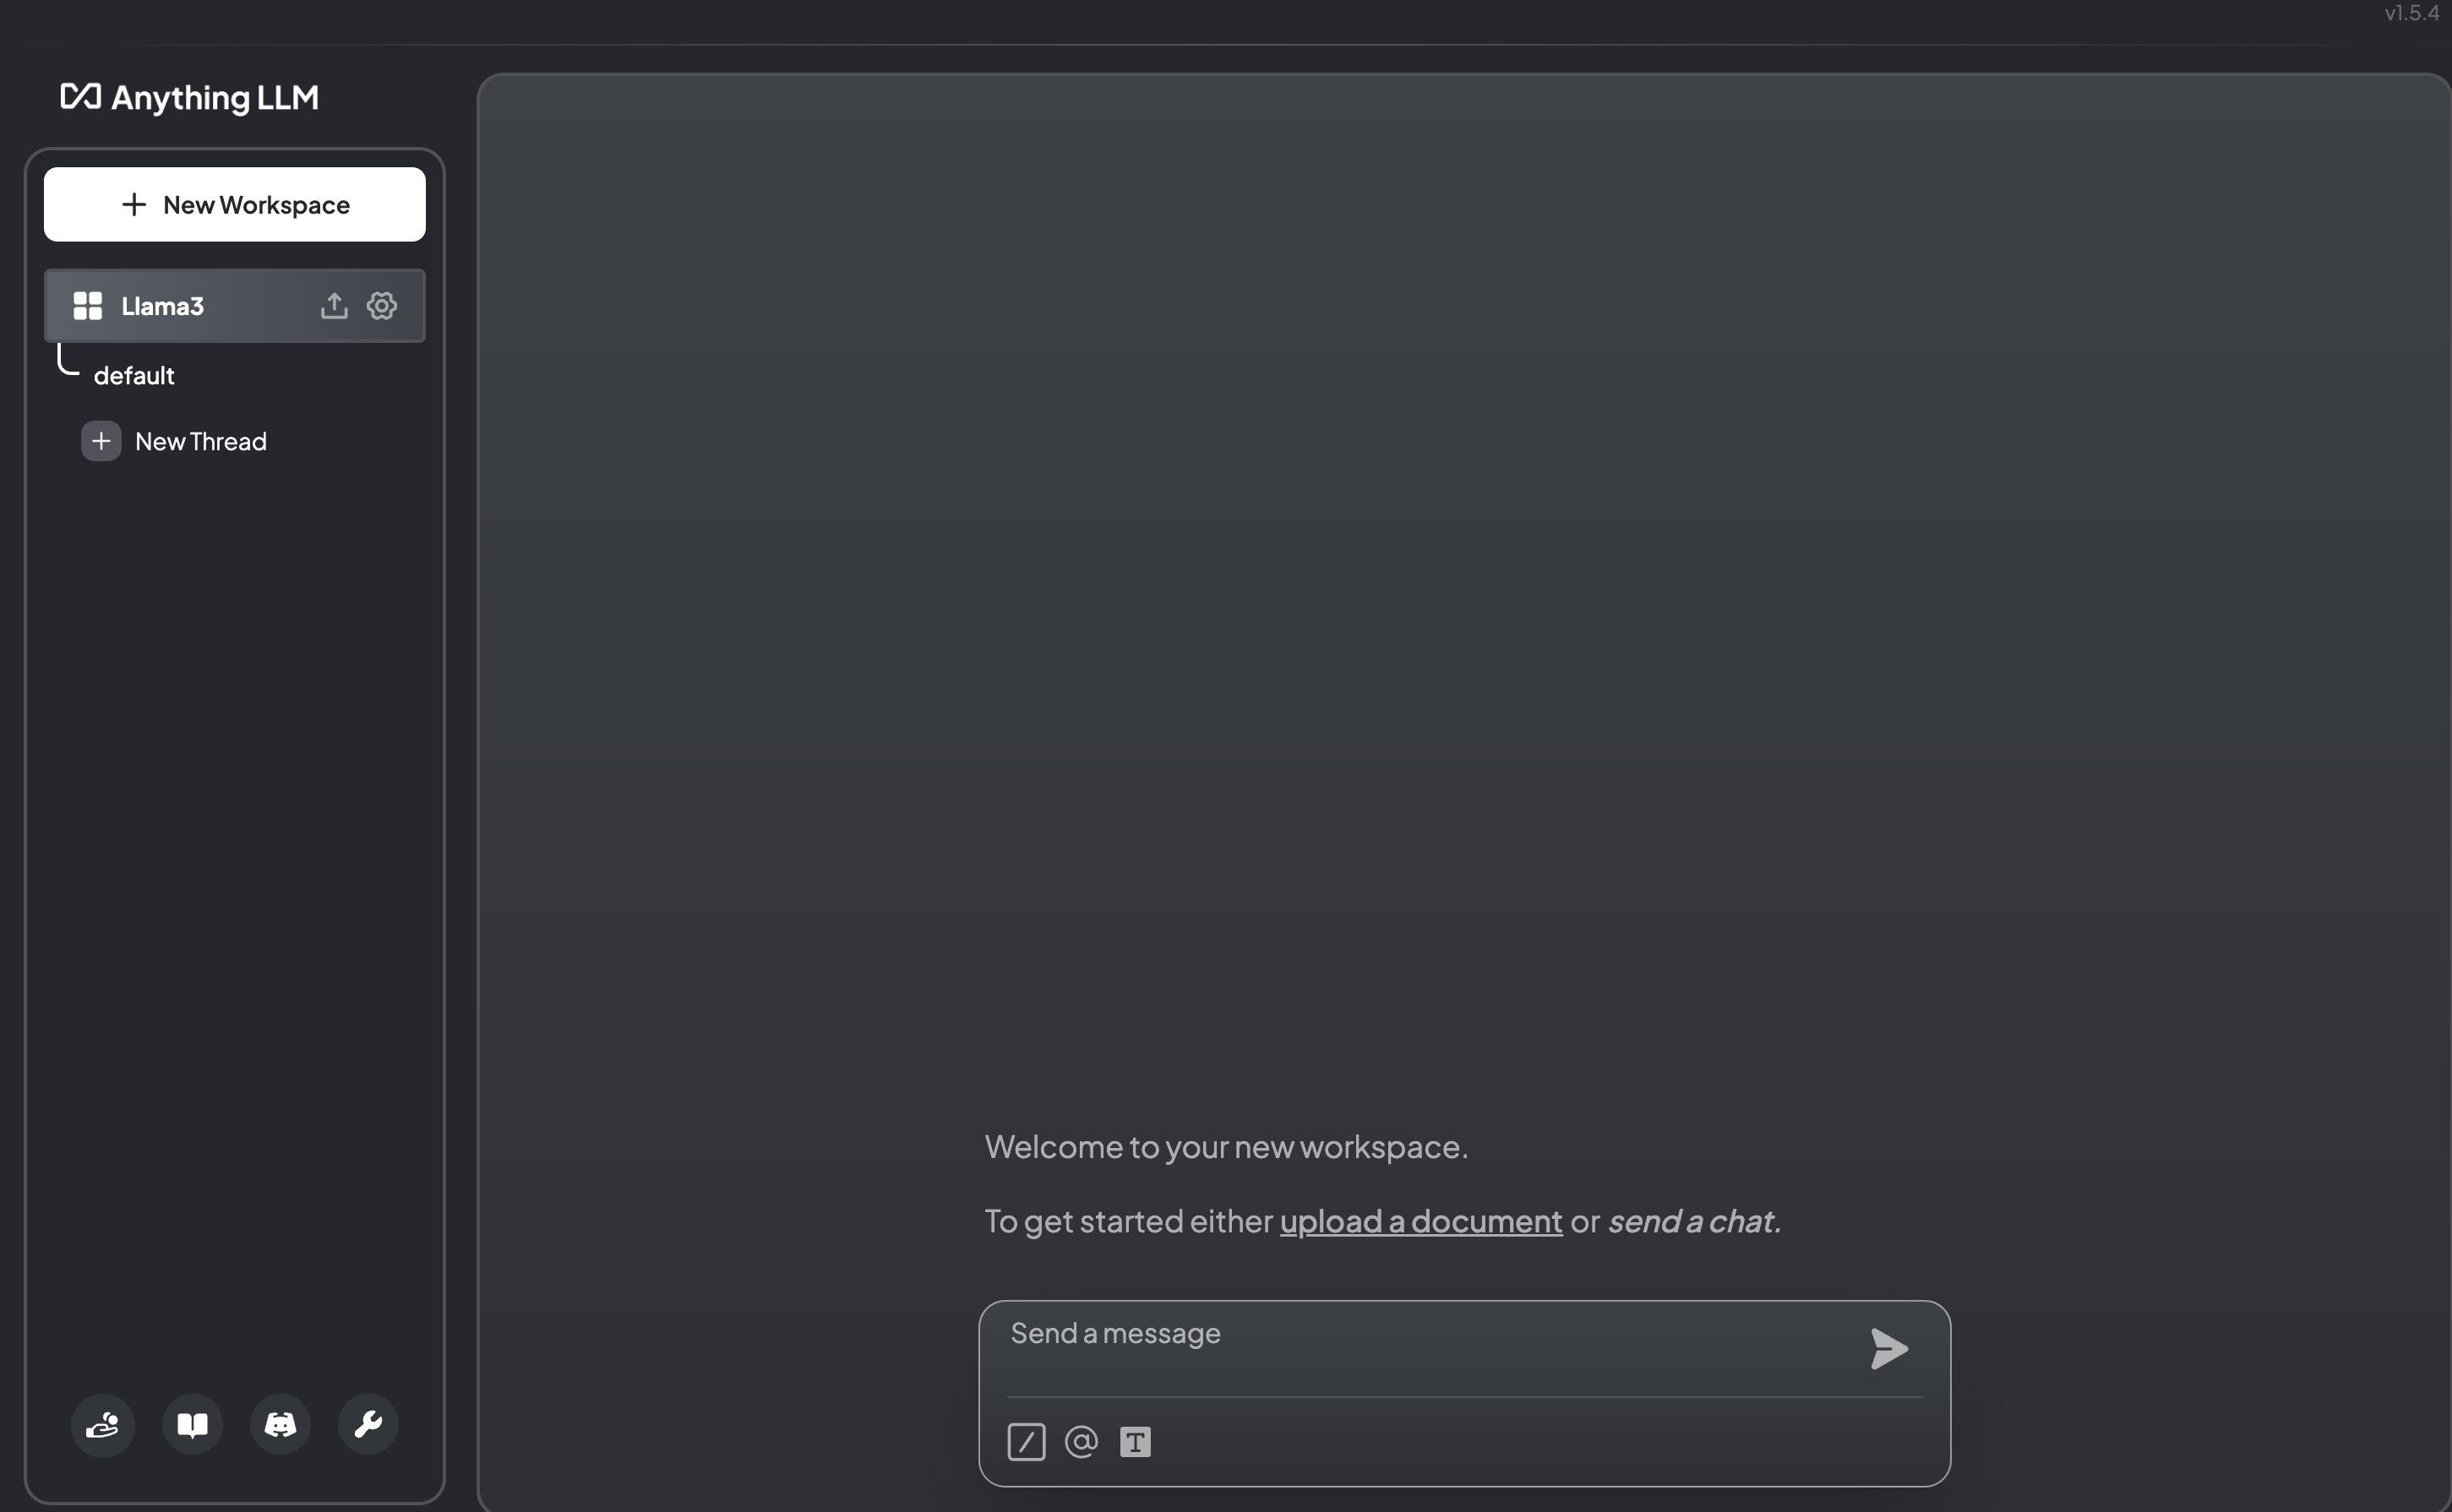 v1.5.4
Anything LLM
New Workspace
Llama3
default
New Thread
Welcome to your new workspace.
To get started either upload a document or send a chat.
Send a message